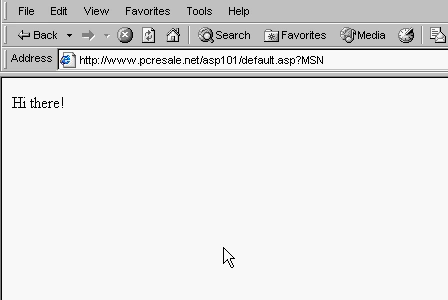 File Edit View Favorites Tools Help
Back Search Favorites Media
Address http://www.pcresale.net/asp101/default.asp?MSN
Hi there!